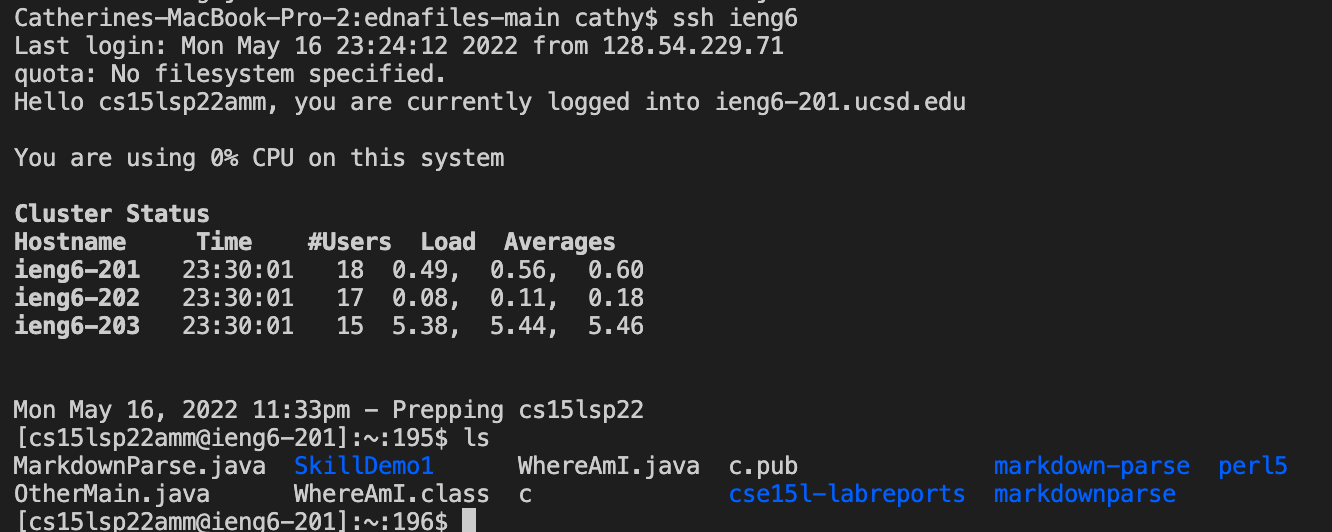 Catherines-MacBook-Pro-2:ednafiles-main cathy$ ssh ieng6
Last login: Mon May 16 23:24:12 2022 from 128.54.229.71
quota: No filesystem specified.
Hello cs15lsp22amm, you are currently logged into ieng6-201.ucsd.edu
You are using 0% CPU on this system
Cluster Status
Hostname     Time    #Users  Load  Averages
ieng6-201   23:30:01   18  0.49,  0.56,  0.60
ieng6-202   23:30:01   17  0.08,  0.11,  0.18
ieng6-203   23:30:01   15  5.38,  5.44,  5.46
Mon May 16, 2022 11:33pm - Prepping cs15lsp22
[cs15lsp22amm@ieng6-201]:~:195$ ls
MarkdownParse.java  SkillDemo1      WhereAmI.java  c.pub              markdown-parse  perl5
OtherMain.java      WhereAmI.class  c              cse15l-labreports  markdownparse
[cs15lsp22amm@ieng6-201]:~:196$